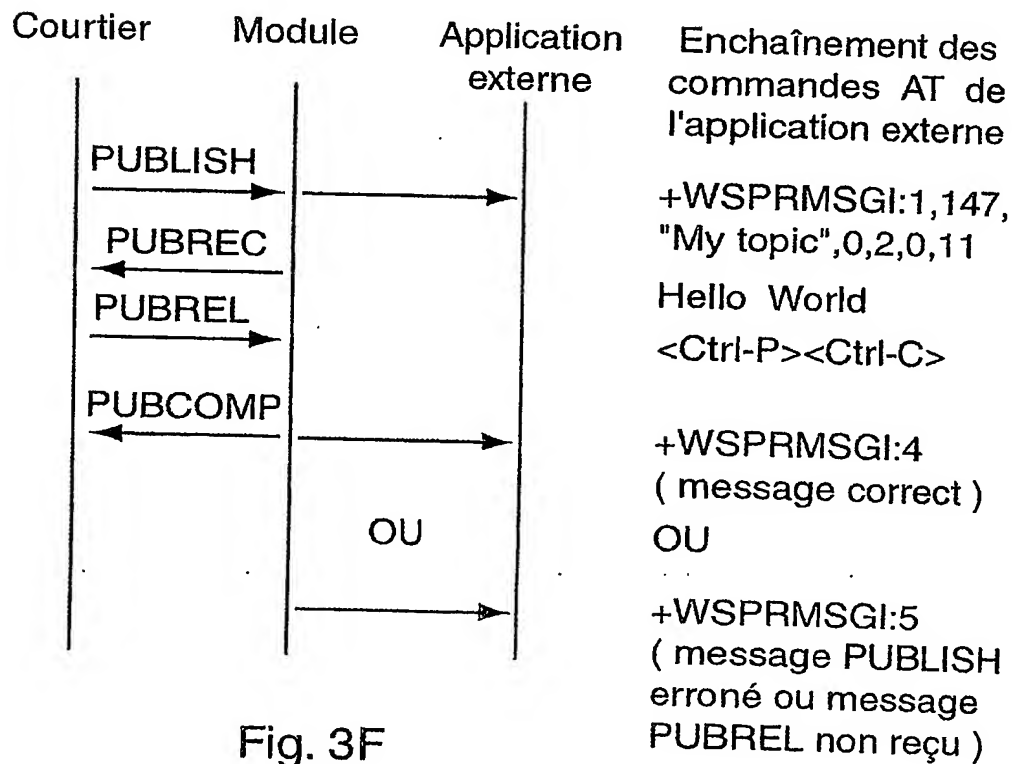 Courtier
Module
Application
externe
Enchaînement des
commandes AT de
l'application externe
PUBLISH
+WSPRMSGI:1,147,
"My topic",0,2,0,11
PUBREC
PUBREL
Hello World
<Ctrl-P><Ctrl-C>
PUBCOMP
+WSPRMSGI:4
( message correct )
OU
OU
+WSPRMSGI:5
( message PUBLISH
erroné ou message
PUBREL non reçu )
Fig. 3F